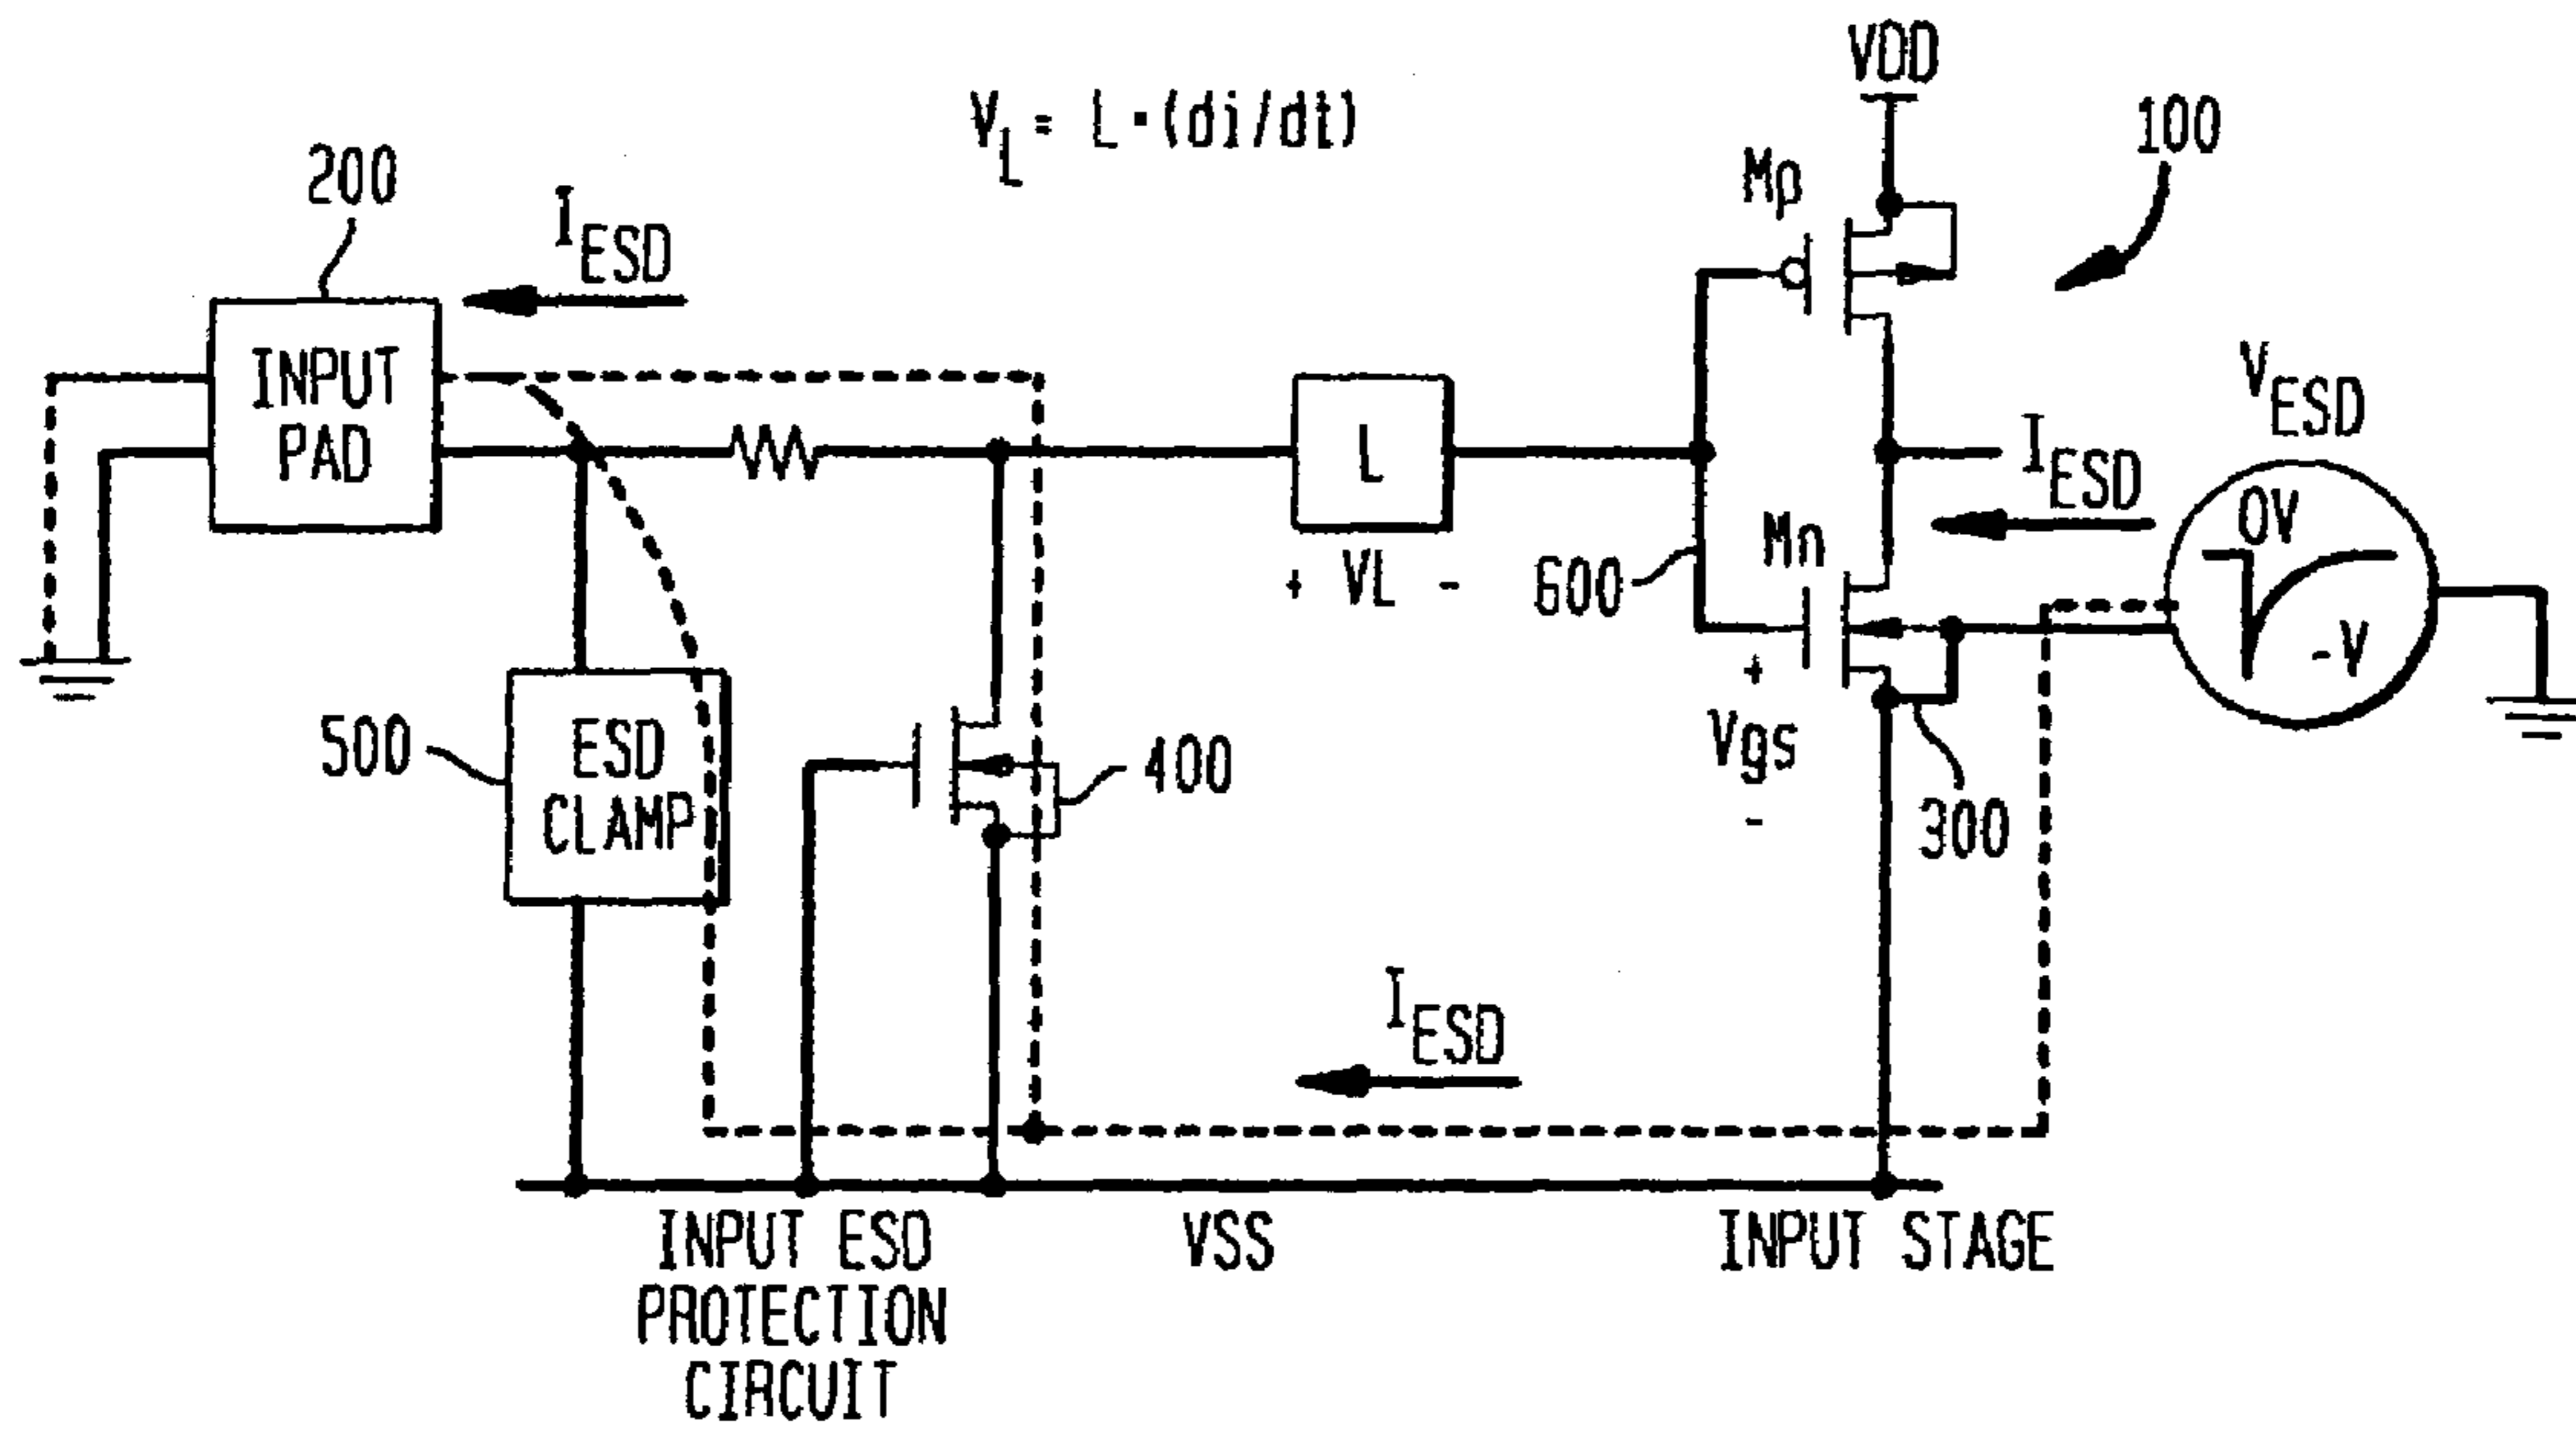 VDD
V_L = L·(di/dt)
100
200
Mp
I_ESD
INPUT
PAD
V_ESD
I_ESD
L
0V
Mn
+ VL -
600
-V
+
Vgs
-
500
ESD
CLAMP
400
300
I_ESD
INPUT ESD
PROTECTION
CIRCUIT
VSS
INPUT STAGE